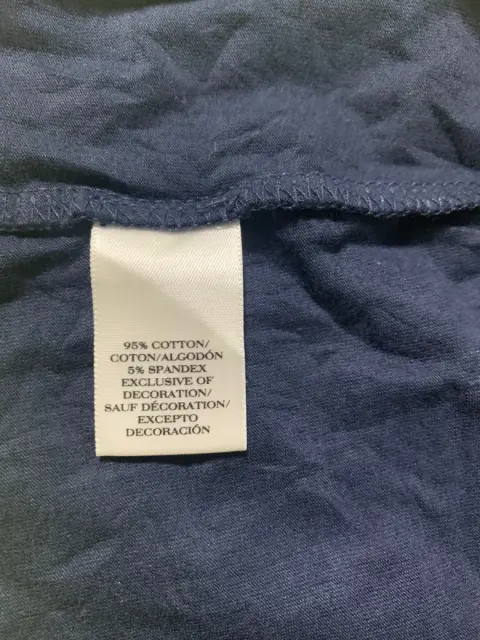 95% COTTON/
COTON/ALGODÓN
5% SPANDEX
EXCLUSIVE OF
DECORATION/
SAUF DÉCORATION/
EXCEPTO
DECORACIÓN